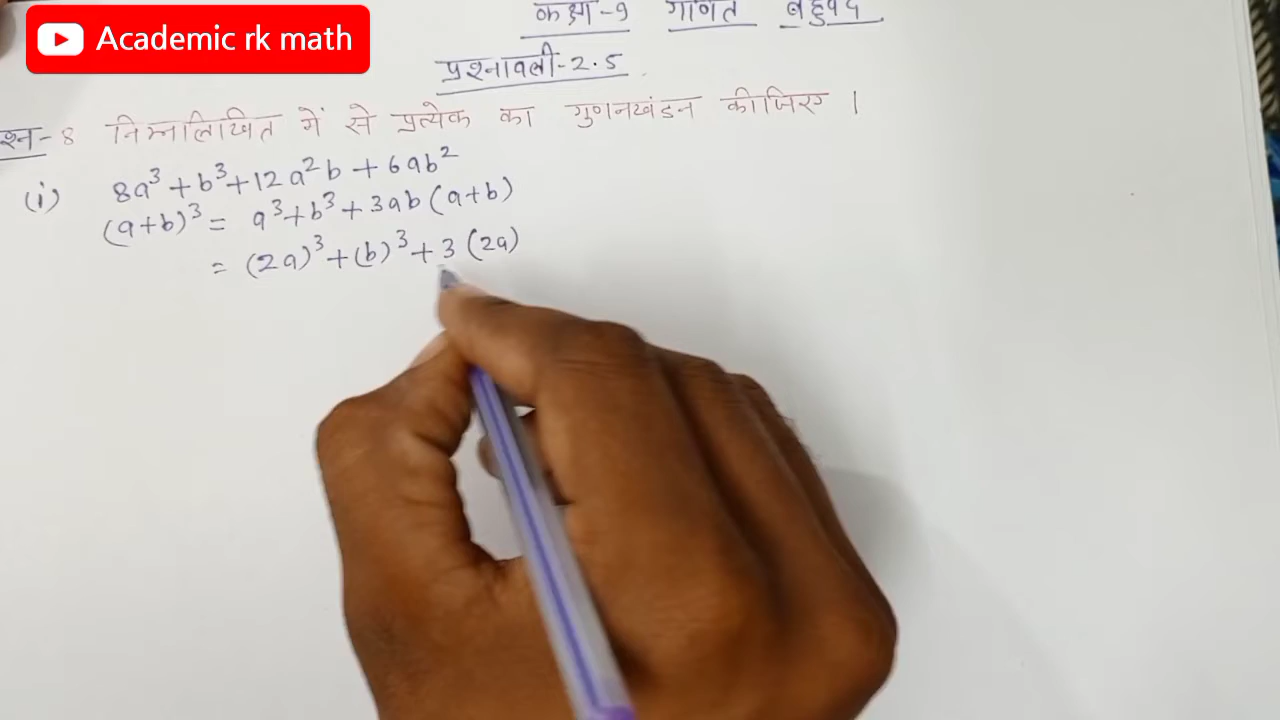 Academic rk math
कक्षा-9 गणित बहुपद
प्रश्नावली-2.5
श्न-8 निम्नलिखित में से प्रत्येक का गुणनखंडन कीजिए ।
(i) 8a³+b³+12a²b+6ab²
(a+b)³= a³+b³+3ab(a+b)
= (2a)³+(b)³+3(2a)